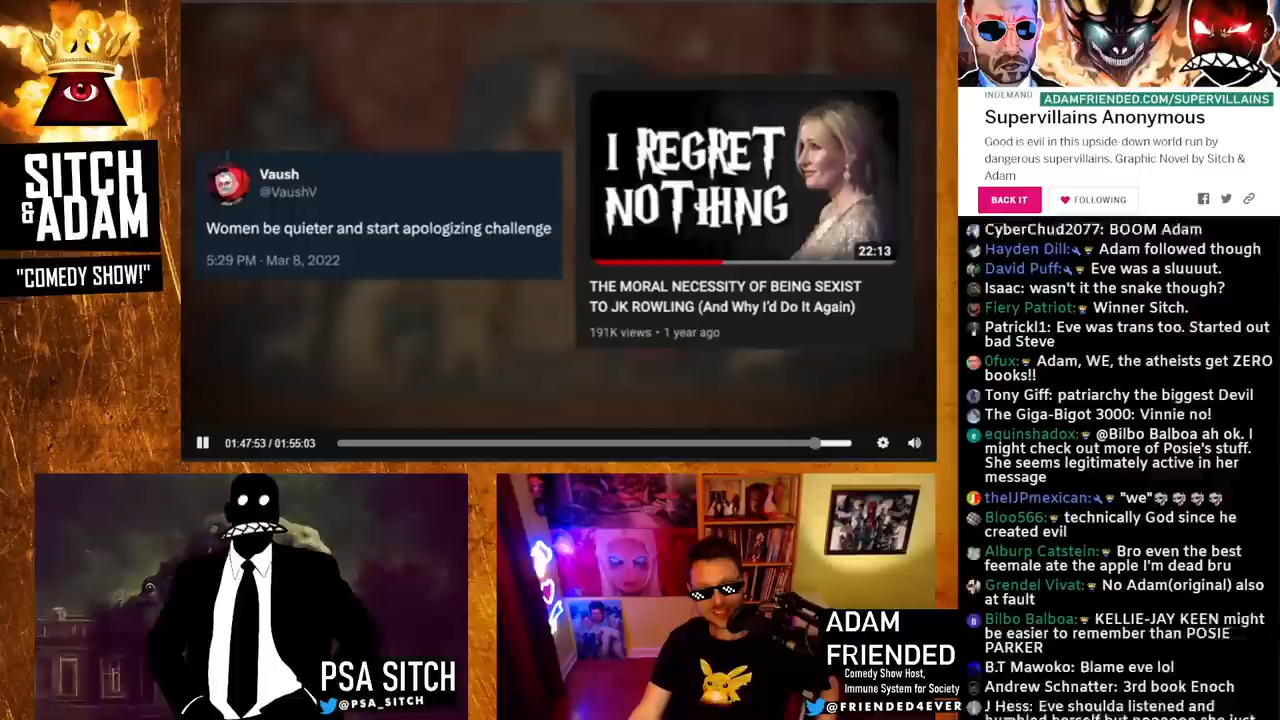 SITCH
& ADAM
"COMEDY SHOW!"
Vaush
@VaushV
Women be quieter and start apologizing challenge
5:29 PM · Mar 8, 2022
I REGRET
NOTHING
22:13
THE MORAL NECESSITY OF BEING SEXIST
TO JK ROWLING (And Why I'd Do It Again)
191K views • 1 year ago
01:47:53 / 01:55:03
PSA SITCH
@PSA_SITCH
ADAM
FRIENDED
Comedy Show Host,
Immune System for Society
@FRIENDED4EVER
INDEMAND
ADAMFRIENDED.COM/SUPERVILLAINS
Supervillains Anonymous
Good is evil in this upside-down world run by
dangerous supervillains. Graphic Novel by Sitch &
Adam
BACK IT
FOLLOWING
CyberChud2077: BOOM Adam
Hayden Dill: Adam followed though
David Puff: Eve was a sluuut.
Isaac: wasn't it the snake though?
Fiery Patriot: Winner Sitch.
Patrickl1: Eve was trans too. Started out
bad Steve
0fux: Adam, WE, the atheists get ZERO
books!!
Tony Giff: patriarchy the biggest Devil
The Giga-Bigot 3000: Vinnie no!
equinshadox: @Bilbo Balboa ah ok. I
might check out more of Posie's stuff.
She seems legitimately active in her
message
theIJPmexican: "we"
Bloo566: technically God since he
created evil
Alburp Catstein: Bro even the best
feemale ate the apple I'm dead bru
Grendel Vivat: No Adam(original) also
at fault
Bilbo Balboa: KELLIE-JAY KEEN might
be easier to remember than POSIE
PARKER
B.T Mawoko: Blame eve lol
Andrew Schnatter: 3rd book Enoch
J Hess: Eve shoulda listened and